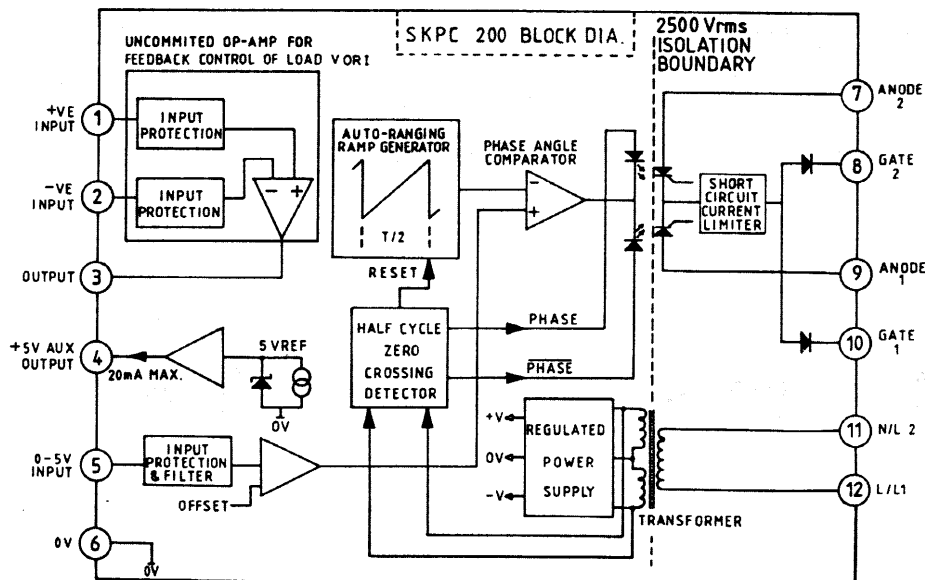 SKPC 200 BLOCK DIA.
2500 Vrms
ISOLATION
BOUNDARY
UNCOMMITED OP-AMP FOR
FEEDBACK CONTROL OF LOAD V OR I
+VE
INPUT
1
INPUT
PROTECTION
-VE
INPUT
2
INPUT
PROTECTION
- +
OUTPUT
3
AUTO-RANGING
RAMP GENERATOR
T/2
RESET
PHASE ANGLE
COMPARATOR
-
+
7
ANODE
2
8
GATE
2
SHORT
CIRCUIT
CURRENT
LIMITER
9
ANODE
1
10
GATE
1
HALF CYCLE
ZERO
CROSSING
DETECTOR
PHASE
PHASE
+5V AUX
OUTPUT
4
20mA MAX.
5 VREF
0V
0-5V
INPUT
5
INPUT
PROTECTION
& FILTER
OFFSET
0V
6
0V
+V
0V
-V
REGULATED
POWER
SUPPLY
TRANSFORMER
11
N/L 2
12
L/L1